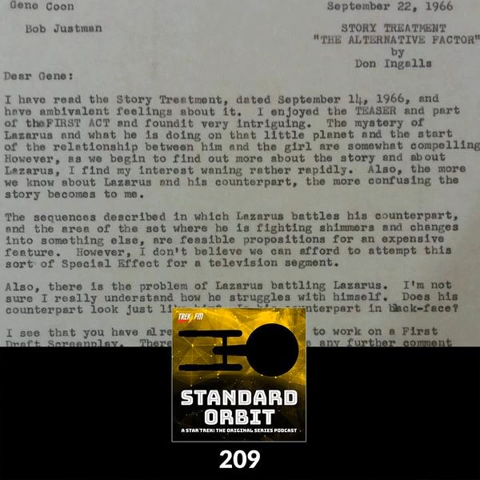 Gene Coon September 22, 1966
Bob Justman STORY TREATMENT
"THE ALTERNATIVE FACTOR"
by
Don Ingalls
Dear Gene:
I have read the Story Treatment, dated September 14, 1966, and
have ambivalent feelings about it. I enjoyed the TEASER and part
of theFIRST ACT and foundit very intriguing. The mystery of
Lazarus and what he is doing on that little planet and the start
of the relationship between him and the girl are somewhat compelling
However, as we begin to find out more about the story and about
Lazarus, I find my interest waning rather rapidly. Also, the more
we know about Lazarus and his counterpart, the more confusing the
story becomes to me.
The sequences described in which Lazarus battles his counterpart,
and the area of the set where he is fighting shimmers and changes
into something else, are feasible propositions for an expensive
feature. However, I don't believe we can afford to attempt this
sort of Special Effect for a television segment.
Also, there is the problem of Lazarus battling Lazarus. I'm not
sure I really understand how he struggles with himself. Does his
counterpart look just counterpart in black-face?
I see that you have to work on a First
Draft Screenplay. any further comment
TREK.FM
STANDARD
ORBIT
A STAR TREK: THE ORIGINAL SERIES PODCAST
209